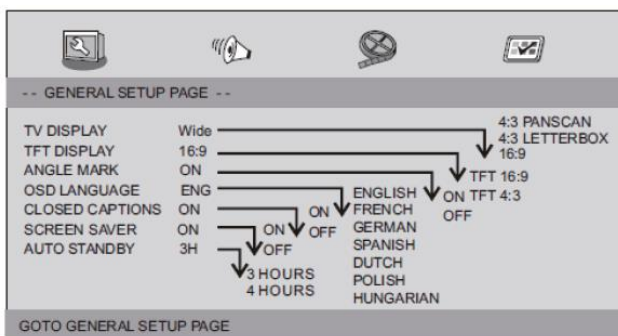 -- GENERAL SETUP PAGE --
TV DISPLAY Wide
4:3 PANSCAN
4:3 LETTERBOX
16:9
TFT DISPLAY 16:9
TFT 16:9
TFT 4:3
ANGLE MARK ON
ON
OFF
OSD LANGUAGE ENG
ENGLISH
FRENCH
GERMAN
SPANISH
DUTCH
POLISH
HUNGARIAN
CLOSED CAPTIONS ON
ON
OFF
SCREEN SAVER ON
ON
OFF
AUTO STANDBY 3H
3 HOURS
4 HOURS
GOTO GENERAL SETUP PAGE